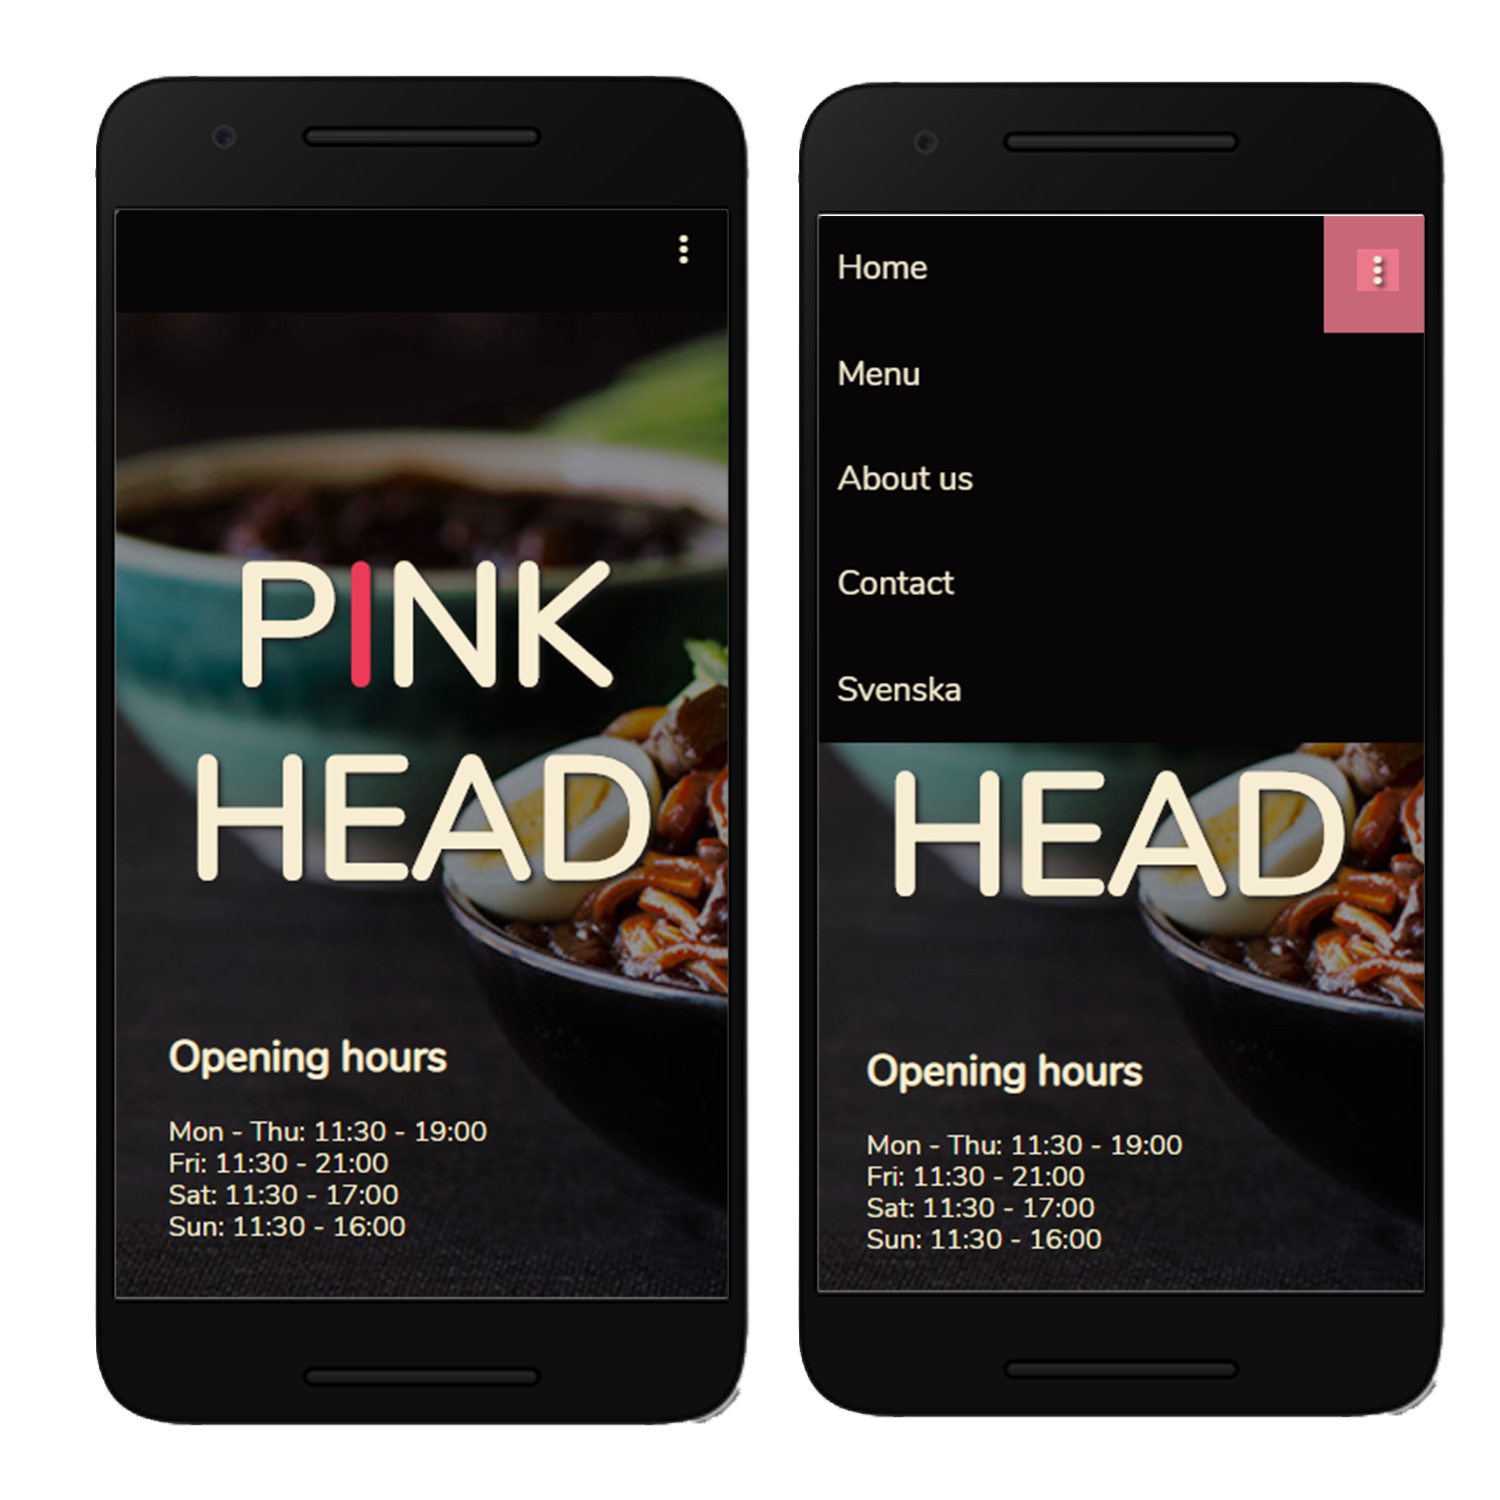 PINK
HEAD
Opening hours
Mon - Thu: 11:30 - 19:00
Fri: 11:30 - 21:00
Sat: 11:30 - 17:00
Sun: 11:30 - 16:00
Home
Menu
About us
Contact
Svenska
HEAD
Opening hours
Mon - Thu: 11:30 - 19:00
Fri: 11:30 - 21:00
Sat: 11:30 - 17:00
Sun: 11:30 - 16:00